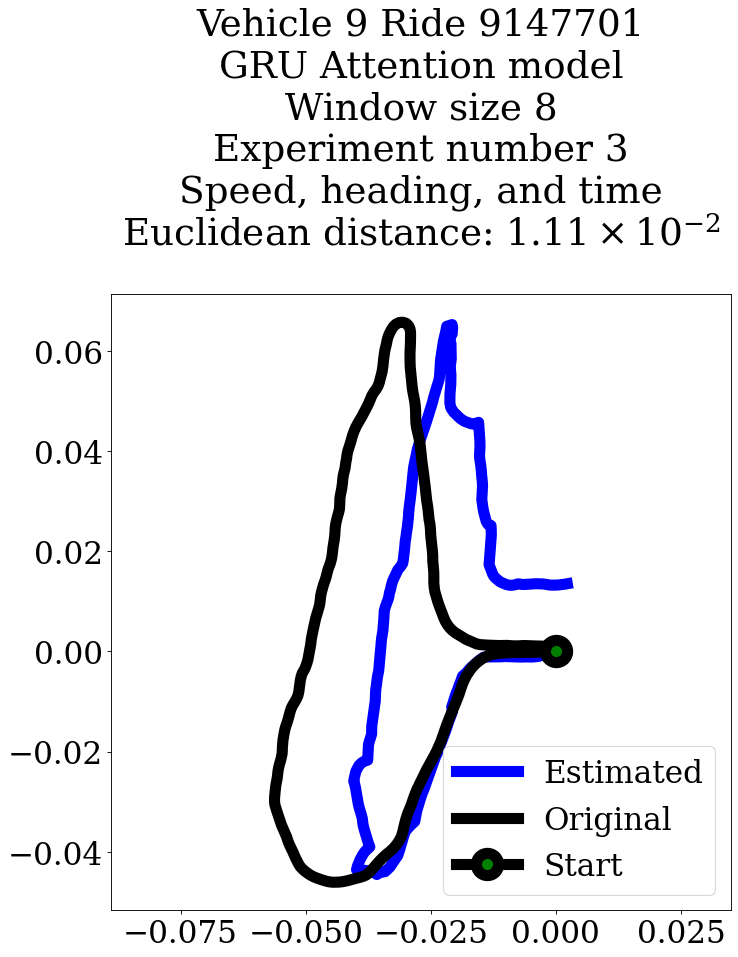 Vehicle 9 Ride 9147701
GRU Attention model
Window size 8
Experiment number 3
Speed, heading, and time
Euclidean distance: 1.11 × 10⁻²
0.06
0.04
0.02
0.00
−0.02
−0.04
Estimated
Original
Start
−0.075 −0.050 −0.025 0.000 0.025